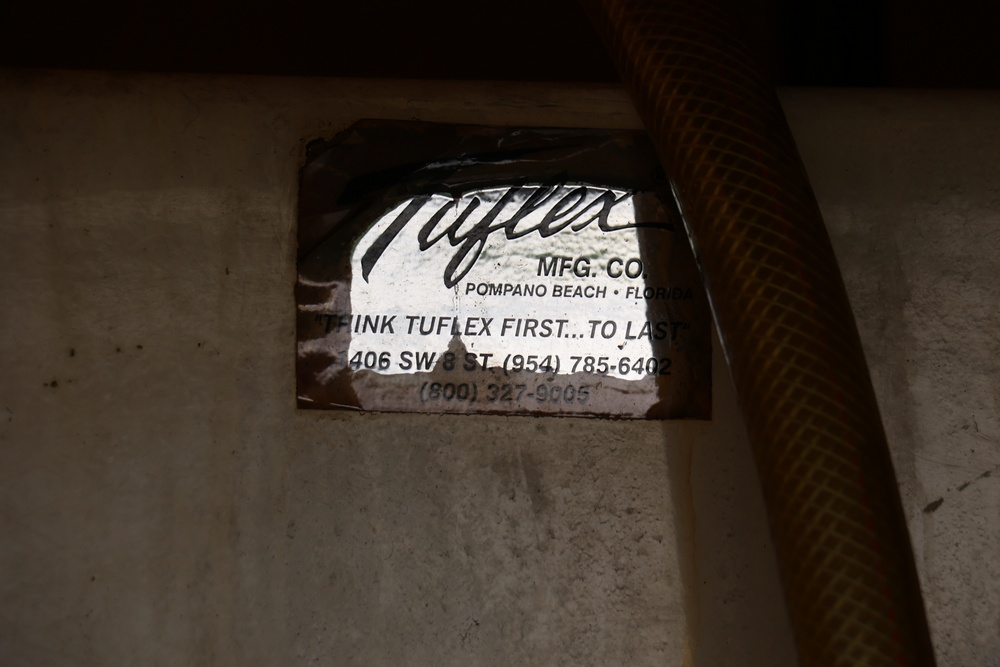 Tuflex
MFG. CO.
POMPANO BEACH • FLORIDA
"THINK TUFLEX FIRST...TO LAST"
1406 SW 8 ST. (954) 785-6402
(800) 327-9005